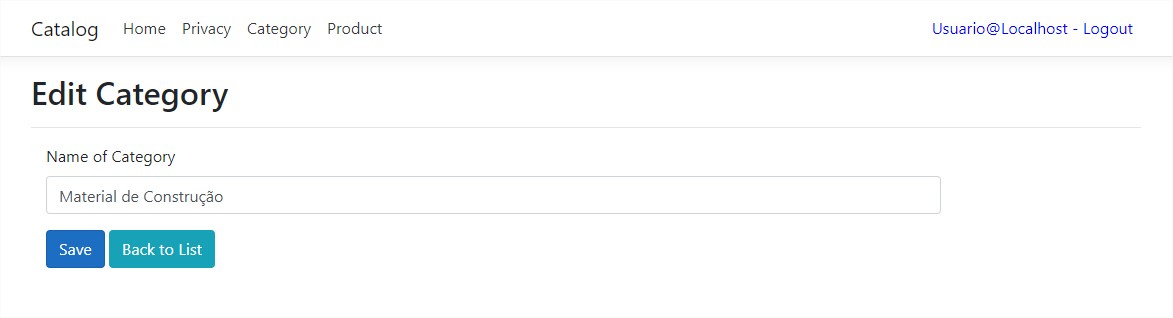 Catalog Home Privacy Category Product Usuario@Localhost - Logout
Edit Category
Name of Category
Material de Construção
Save Back to List